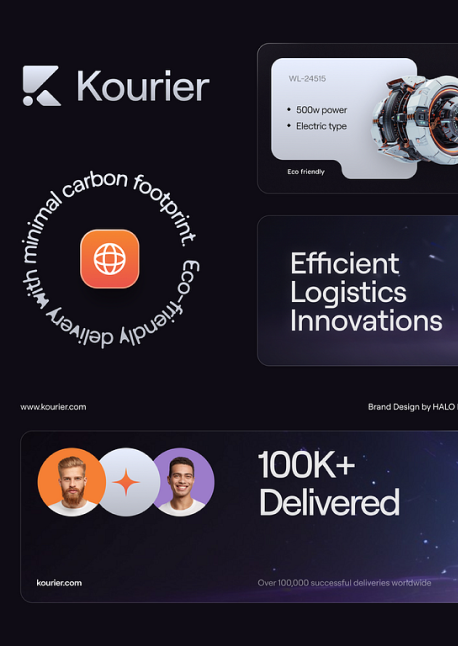 Kourier
WL-24515
500w power
Electric type
Eco friendly
Eco-friendly delivery with minimal carbon footprint.
Efficient
Logistics
Innovations
www.kourier.com
Brand Design by HALO
100K+
Delivered
kourier.com
Over 100,000 successful deliveries worldwide